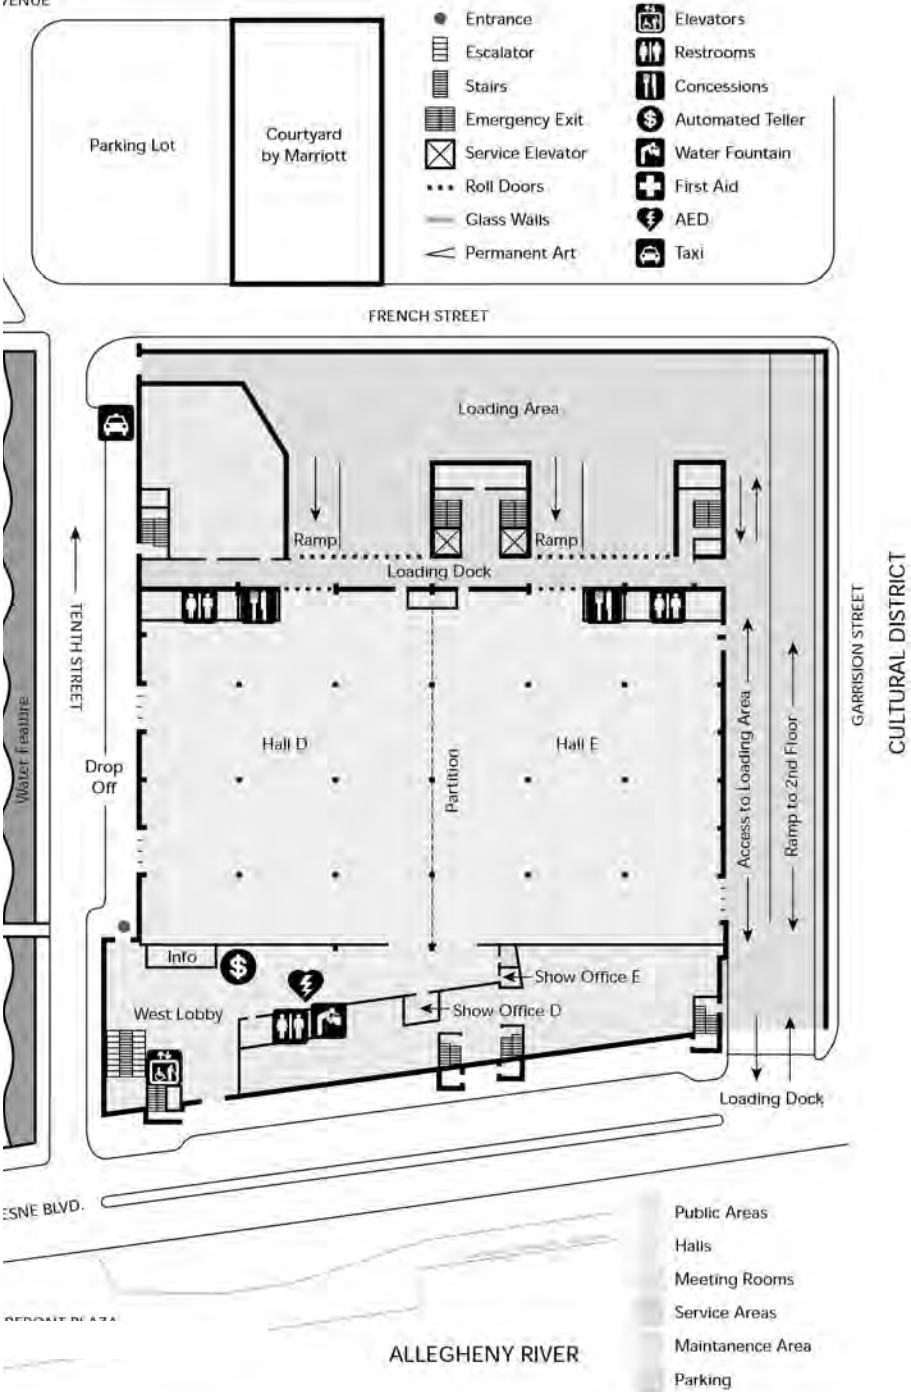 Entrance
Escalator
Stairs
Emergency Exit
Service Elevator
Roll Doors
Glass Walls
Permanent Art
Elevators
Restrooms
Concessions
Automated Teller
Water Fountain
First Aid
AED
Taxi
Parking Lot
Courtyard
by Marriott
FRENCH STREET
Loading Area
Ramp
Ramp
Loading Dock
TENTH STREET
Water Feature
Drop
Off
Hall D
Hall E
Partition
Access to Loading Area
Ramp to 2nd Floor
GARRISION STREET
CULTURAL DISTRICT
Info
$
West Lobby
Show Office E
Show Office D
Loading Dock
ESNE BLVD.
Public Areas
Halls
Meeting Rooms
Service Areas
Maintanence Area
Parking
ALLEGHENY RIVER